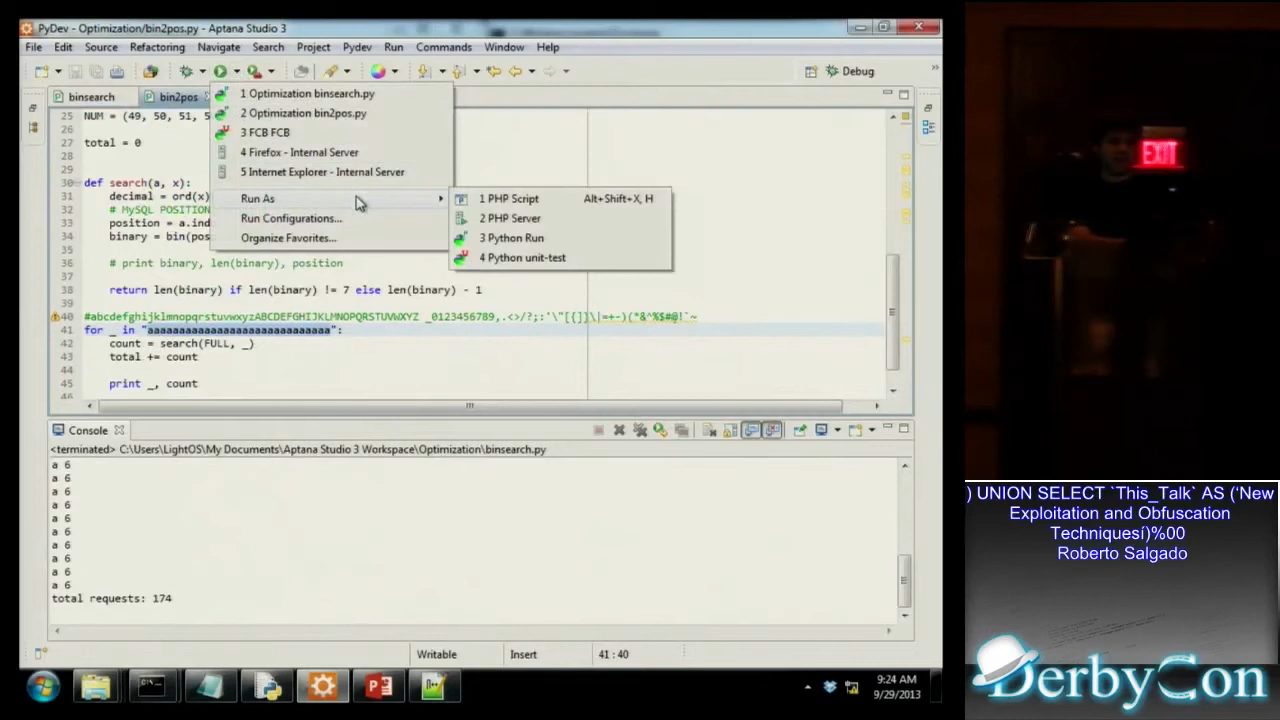 PyDev - Optimization/bin2pos.py - Aptana Studio 3
File Edit Source Refactoring Navigate Search Project Pydev Run Commands Window Help
Debug
binsearch
bin2pos
1 Optimization binsearch.py
2 Optimization bin2pos.py
3 FCB FCB
4 Firefox - Internal Server
5 Internet Explorer - Internal Server
Run As
Run Configurations...
Organize Favorites...
1 PHP Script Alt+Shift+X, H
2 PHP Server
3 Python Run
4 Python unit-test
25 NUM = (49, 50, 51, 5
26
27 total = 0
28
29
30 def search(a, x):
31 decimal = ord(x)
32 # MySQL POSITION
33 position = a.ind
34 binary = bin(pos
35
36 # print binary, len(binary), position
37
38 return len(binary) if len(binary) != 7 else len(binary) - 1
39
40 #abcdefghijklmnopqrstuvwxyzABCDEFGHIJKLMNOPQRSTUVWXYZ _0123456789,.<>/?;:'\"[{]}\|=+-)(*&^%$#@!`~
41 for _ in "aaaaaaaaaaaaaaaaaaaaaaaaaaaaa":
42 count = search(FULL, _)
43 total += count
44
45 print _, count
46
Console
<terminated> C:\Users\LightOS\My Documents\Aptana Studio 3 Workspace\Optimization\binsearch.py
a 6
a 6
a 6
a 6
a 6
a 6
a 6
a 6
a 6
a 6
total requests: 174
Writable Insert 41 : 40
9:24 AM
9/29/2013
EXIT
) UNION SELECT `This_Talk` AS (‘New
Exploitation and Obfuscation
Techniquesí)%00
Roberto Salgado
DerbyCon